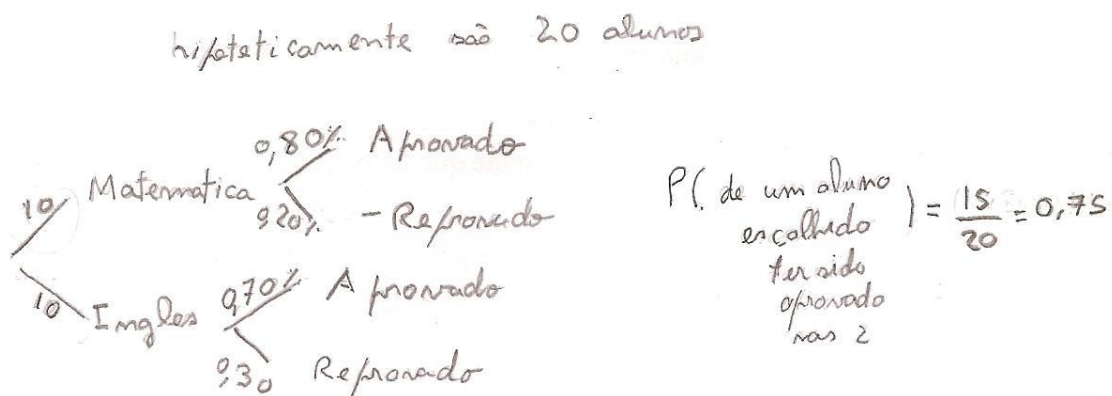 hipoteticamente são 20 alunos
0,80% Aprovado
10 Matematica
0,20% - Reprovado
10 Ingles 0,70% Aprovado
0,30 Reprovado
P( de um aluno
escolhido
ter sido
aprovado
nas 2
) = 15/20 = 0,75